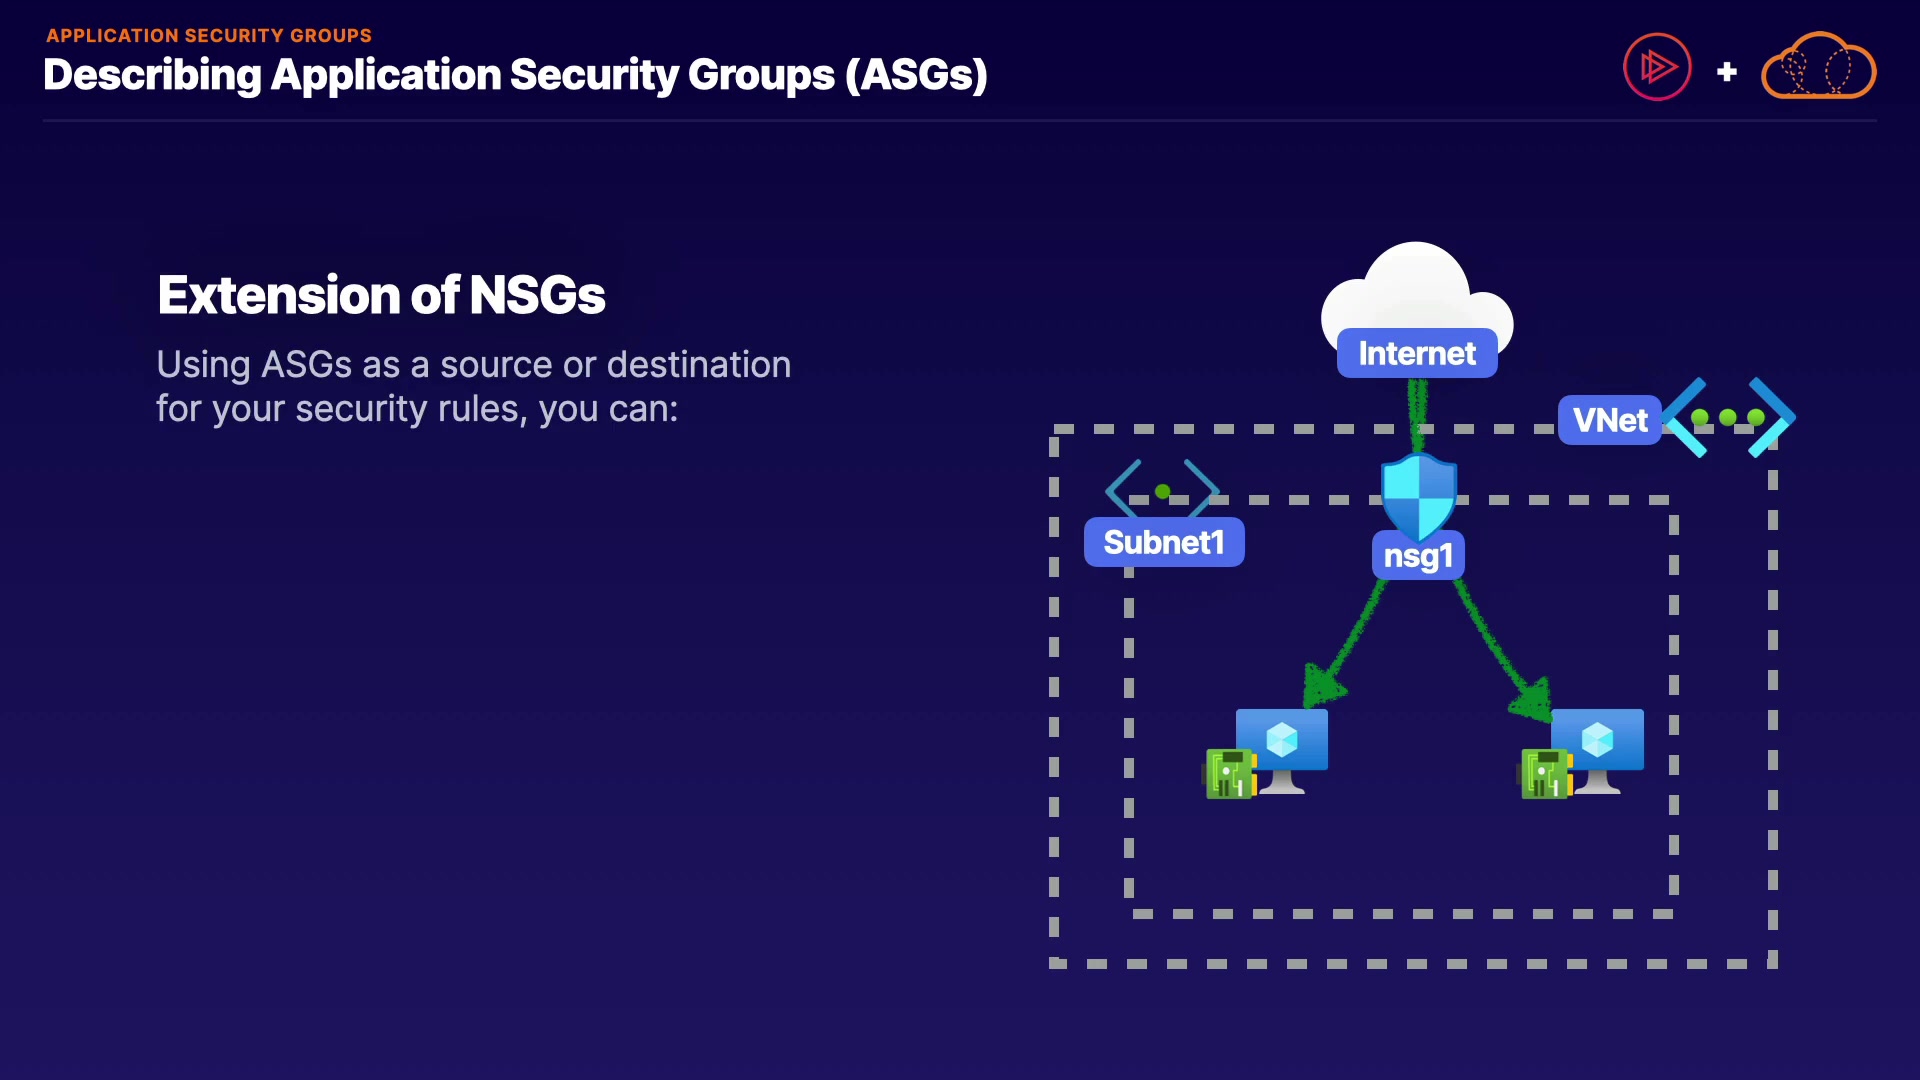 APPLICATION SECURITY GROUPS
Describing Application Security Groups (ASGs)
Extension of NSGs
Using ASGs as a source or destination
for your security rules, you can:
Internet
VNet
Subnet1
nsg1